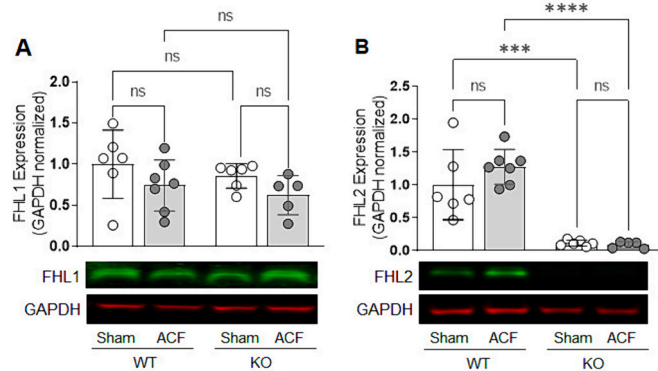 A
ns
ns
ns
ns
ns
FHL1 Expression
(GAPDH normalized)
2.0
1.5
1.0
0.5
0.0
FHL1
GAPDH
Sham ACF Sham ACF
WT KO
B
****
***
ns
ns
FHL2 Expression
(GAPDH normalized)
2.5
2.0
1.5
1.0
0.5
0.0
FHL2
GAPDH
Sham ACF Sham ACF
WT KO